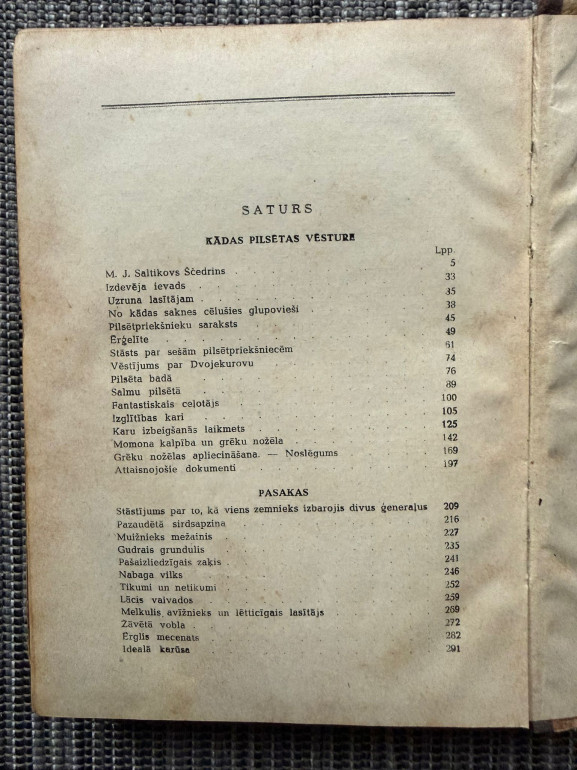 SATURS
KĀDAS PILSĒTAS VĒSTURE
Lpp.
M. J. Saltikovs Ščedrins . . . . . . . . . 5
Izdevēja ievads . . . . . . . . . 33
Uzruna lasītājam . . . . . . . . . 35
No kādas saknes cēlušies glupovieši . . . . . . . . . 38
Pilsētpriekšnieku saraksts . . . . . . . . . 45
Ērģelīte . . . . . . . . . 49
Stāsts par sešām pilsētpriekšniecēm . . . . . . . . . 61
Vēstījums par Dvojekurovu . . . . . . . . . 74
Pilsēta badā . . . . . . . . . 76
Salmu pilsētā . . . . . . . . . 89
Fantastiskais ceļotājs . . . . . . . . . 100
Izglītības kari . . . . . . . . . 105
Karu izbeigšanās laikmets . . . . . . . . . 125
Momona kalpība un grēku nožēla . . . . . . . . . 142
Grēku nožēlas apliecināšana. — Noslēgums . . . . . . . . . 169
Attaisnojošie dokumenti . . . . . . . . . 197
PASAKAS
Stāstījums par to, kā viens zemnieks izbarojis divus ģeneraļus 209
Pazaudētā sirdsapziņa . . . . . . . . . 216
Muižnieks mežainis . . . . . . . . . 227
Gudrais grundulis . . . . . . . . . 235
Pašaizliedzīgais zaķis . . . . . . . . . 241
Nabaga vilks . . . . . . . . . 246
Tikumi un netikumi . . . . . . . . . 252
Lācis vaivados . . . . . . . . . 259
Melkulis avīžnieks un lētticīgais lasītājs . . . . . . . . . 269
Žāvētā vobla . . . . . . . . . 272
Ērglis mecenats . . . . . . . . . 282
Ideālā karūsa . . . . . . . . . 291